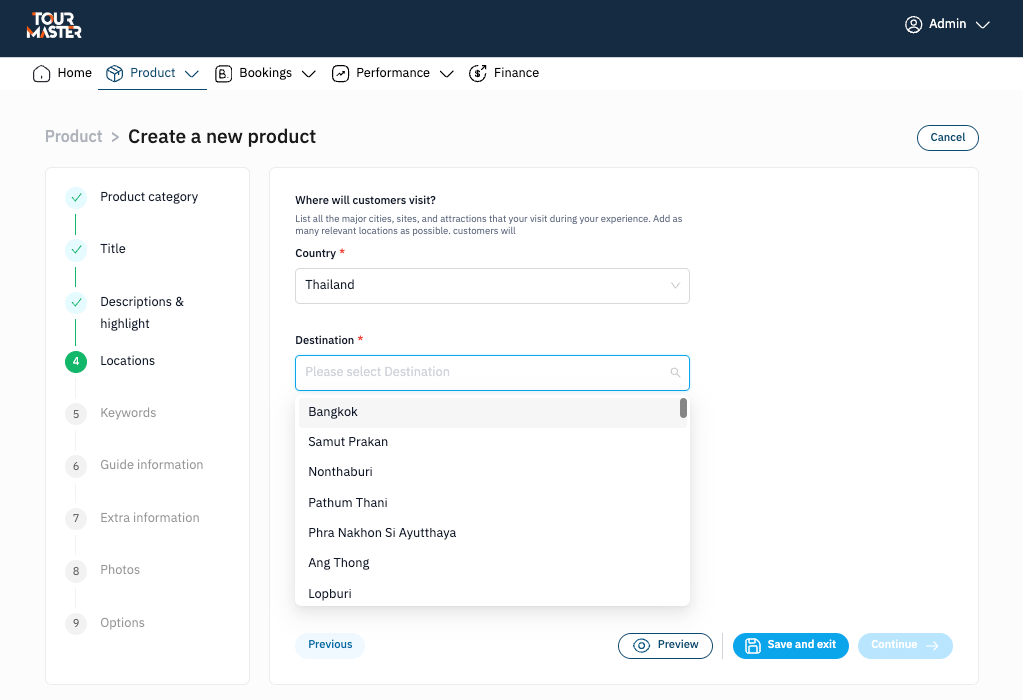 TOUR
MASTER
Admin
Home
Product
B.
Bookings
Performance
$
Finance
Product > Create a new product
Cancel
Product category
Title
Descriptions &
highlight
4
Locations
5
Keywords
6
Guide information
7
Extra information
8
Photos
9
Options
Where will customers visit?
List all the major cities, sites, and attractions that your visit during your experience. Add as
many relevant locations as possible. customers will
Country *
Thailand
Destination *
Please select Destination
Bangkok
Samut Prakan
Nonthaburi
Pathum Thani
Phra Nakhon Si Ayutthaya
Ang Thong
Lopburi
Previous
Preview
Save and exit
Continue